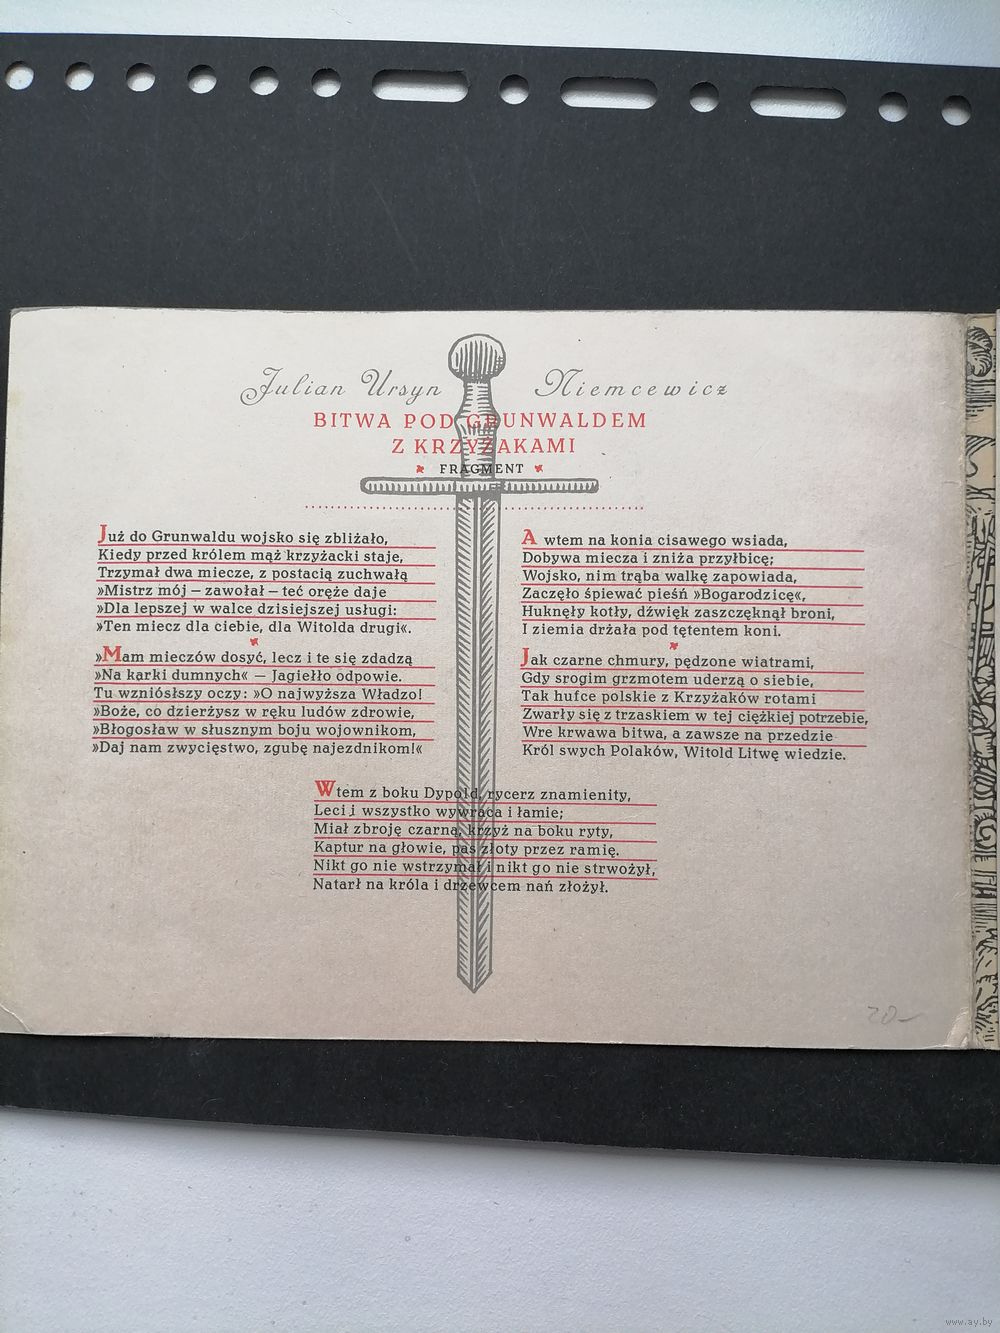 Julian Ursyn Niemcewicz
BITWA POD GRUNWALDEM
Z KRZYŻAKAMI
FRAGMENT
Już do Grunwaldu wojsko się zbliżało,
Kiedy przed królem mąż krzyżacki staje,
Trzymał dwa miecze, z postacią zuchwałą
»Mistrz mój — zawołał — teć oręże daje
»Dla lepszej w walce dzisiejszej usługi:
»Ten miecz dla ciebie, dla Witolda drugi«.
»Mam mieczów dosyć, lecz i te się zdadzą
»Na karki dumnych« — Jagiełło odpowie.
Tu wzniósłszy oczy: »O najwyższa Władzo!
»Boże, co dzierżysz w ręku ludów zdrowie,
»Błogosław w słusznym boju wojownikom,
»Daj nam zwycięstwo, zgubę najezdnikom!«
A wtem na konia cisawego wsiada,
Dobywa miecza i zniża przyłbicę;
Wojsko, nim trąba walkę zapowiada,
Zaczęło śpiewać pieśń »Bogarodzicę«,
Huknęły kotły, dźwięk zaszczęknął broni,
I ziemia drżała pod tętentem koni.
Jak czarne chmury, pędzone wiatrami,
Gdy srogim grzmotem uderzą o siebie,
Tak hufce polskie z Krzyżaków rotami
Zwarły się z trzaskiem w tej ciężkiej potrzebie,
Wre krwawa bitwa, a zawsze na przedzie
Król swych Polaków, Witold Litwę wiedzie.
Wtem z boku Dypold, rycerz znamienity,
Leci j wszystko wywraca i łamie;
Miał zbroję czarną, krzyż na boku ryty,
Kaptur na głowie, pas złoty przez ramię.
Nikt go nie wstrzymał i nikt go nie strwożył,
Natarł na króla i drzewcem nań złożył.
20-
www.ay.by